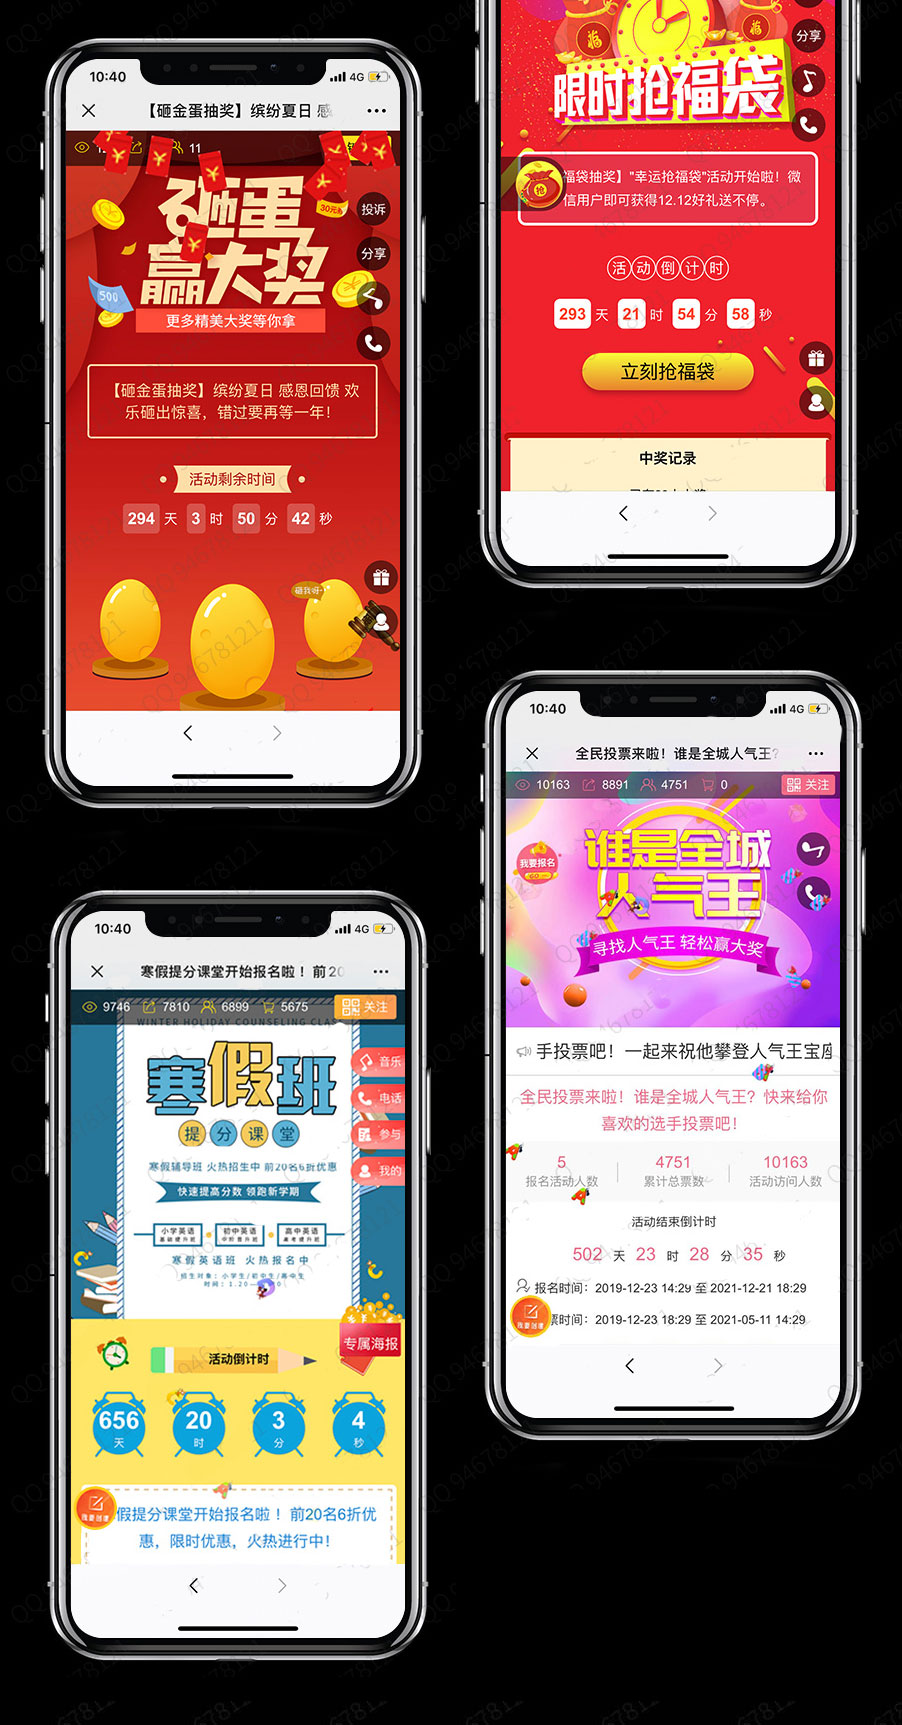 10:40
4G
【砸金蛋抽奖】缤纷夏日 感
11
30元
投诉
砸蛋
分享
赢大奖
500
更多精美大奖等你拿
【砸金蛋抽奖】缤纷夏日 感恩回馈 欢
乐砸出惊喜，错过要再等一年！
活动剩余时间
294 天 3 时 50 分 42 秒
砸我呀
福
福
分享
限时抢福袋
抢
福袋抽奖】"幸运抢福袋"活动开始啦！微
信用户即可获得12.12好礼送不停。
活动倒计时
293 天 21 时 54 分 58 秒
立刻抢福袋
中奖记录
10:40
4G
全民投票来啦！谁是全城人气王？
10163 8891 4751 0 关注
谁是全城
我要报名
GO
人气王
寻找人气王 轻松赢大奖
手投票吧！一起来祝他攀登人气王宝座
全民投票来啦！谁是全城人气王？快来给你
喜欢的选手投票吧！
5 4751 10163
报名活动人数 累计总票数 活动访问人数
活动结束倒计时
502 天 23 时 28 分 35 秒
报名时间：2019-12-23 14:29 至 2021-12-21 18:29
票时间：2019-12-23 18:29 至 2021-05-11 14:29
我要创建
10:40
4G
寒假提分课堂开始报名啦！前20
9746 7810 6899 5675 关注
WINTER HOLIDAY COUNSELING CLAS
寒假班
音乐
电话
提分课堂
参与
寒假辅导班 火热招生中 前20名6折优惠
我的
快速提高分数 领跑新学期
小学英语 初中英语 高中英语
寒假英语班 火热报名中
招生对象：小学生/初中生/高中生
专属海报
活动倒计时
656 20 3 4
天 时 分 秒
假提分课堂开始报名啦！前20名6折优
我要创建
惠，限时优惠，火热进行中！
QQ94678121